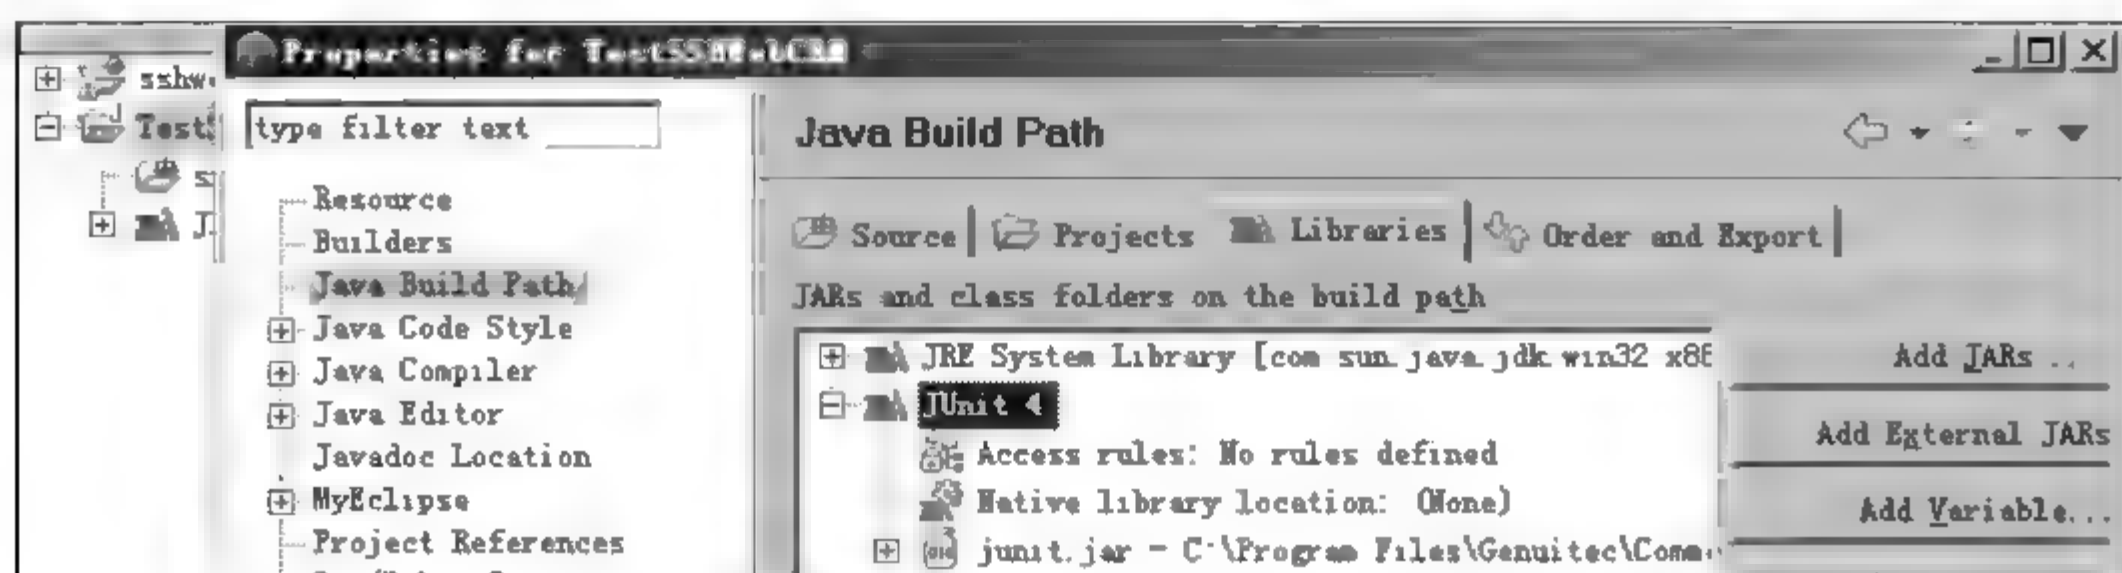 Properties for TestSSHWebCRM
sshw
Test
type filter text
Java Build Path
Resource
Builders
Java Build Path
Java Code Style
Java Compiler
Java Editor
Javadoc Location
MyEclipse
Project References
Source
Projects
Libraries
Order and Export
JARs and class folders on the build path
JRE System Library [com sun.java.jdk win32 x86
JUnit 4
Access rules: No rules defined
Native library location: (None)
junit.jar - C:\Program Files\Genuitec\Comm
Add JARs ..
Add External JARs
Add Variable...